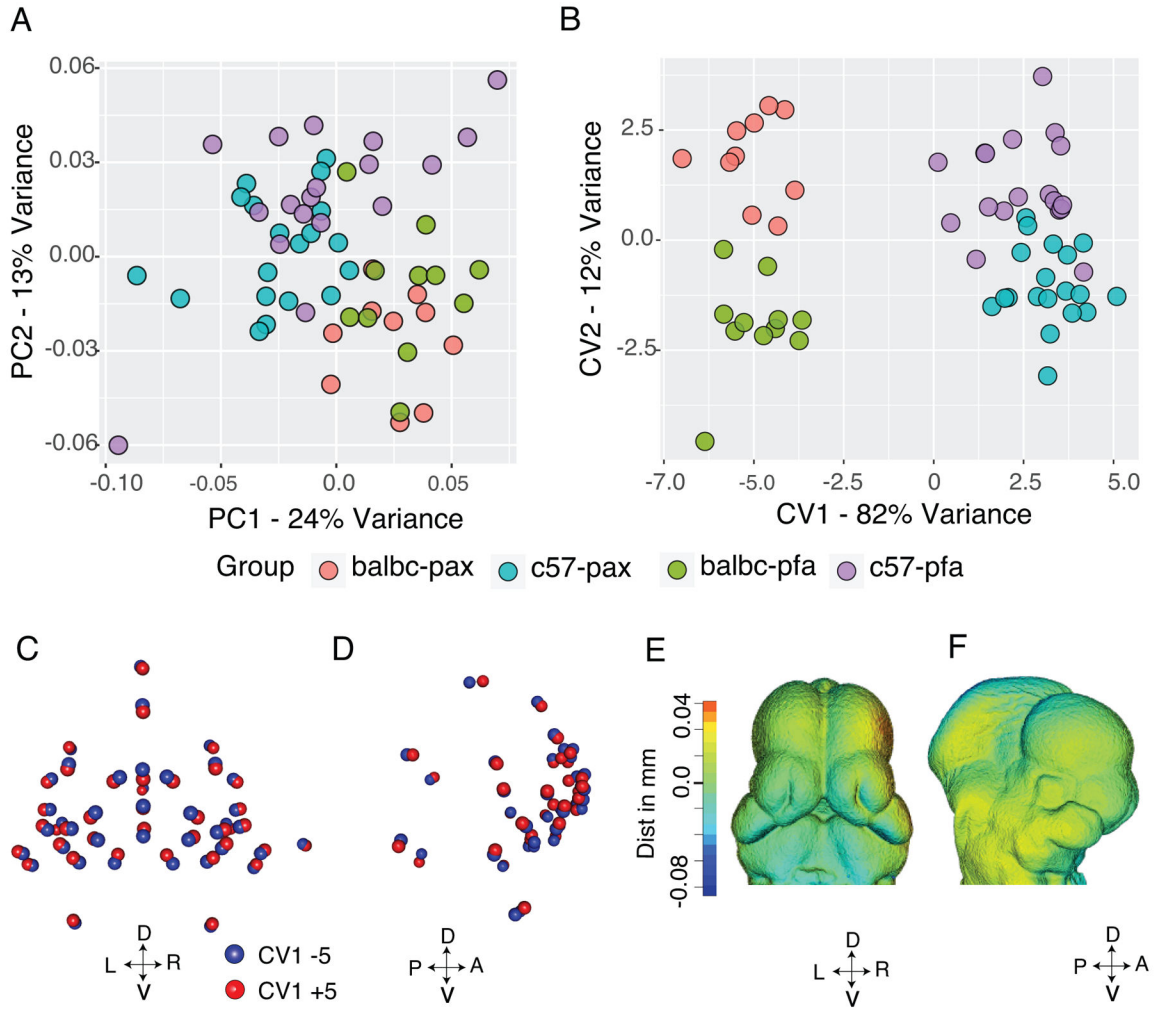 A
B
0.06
0.03
0.00
-0.03
-0.06
PC2 - 13% Variance
-0.10
-0.05
0.0
0.05
PC1 - 24% Variance
2.5
0.0
-2.5
CV2 - 12% Variance
-7.0
-5.0
-2.5
0
2.5
5.0
CV1 - 82% Variance
Group
balbc-pax
c57-pax
balbc-pfa
c57-pfa
C
D
E
F
0.04
0.0
-0.08
Dist in mm
D
L
R
V
CV1 -5
CV1 +5
D
P
A
V
D
L
R
V
D
P
A
V